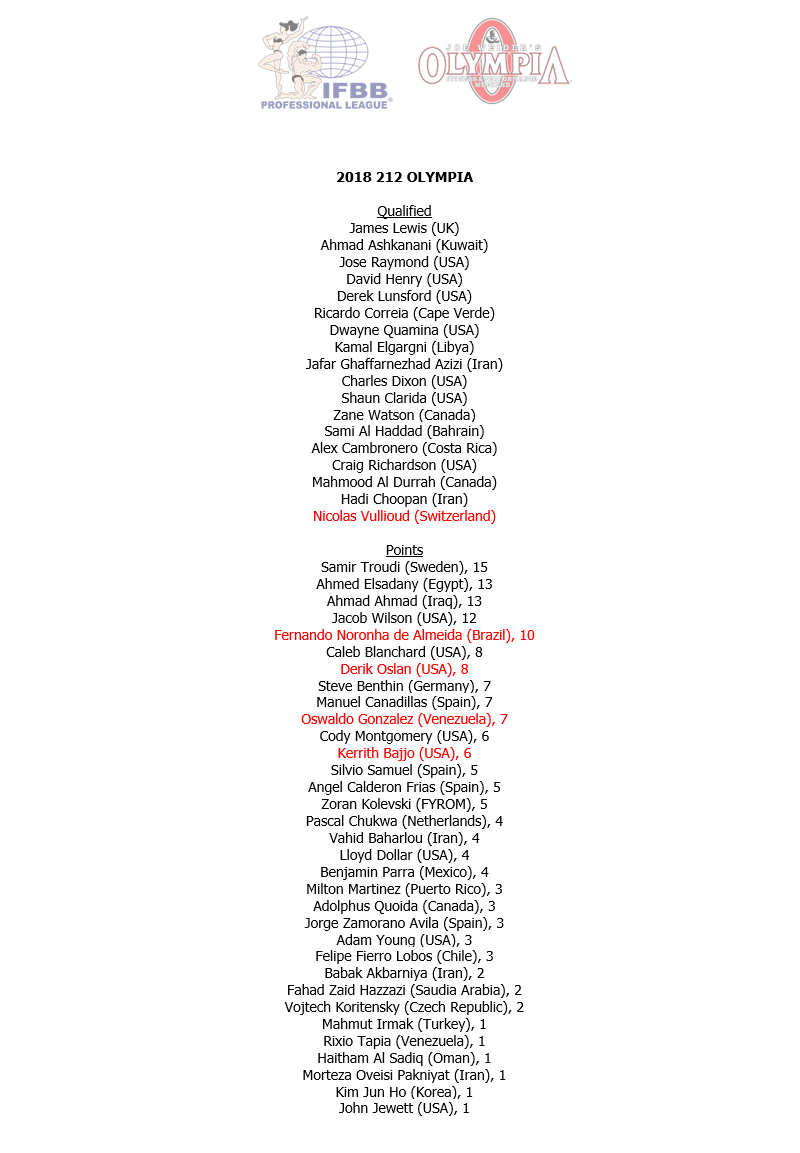 IFBB
PROFESSIONAL LEAGUE
JOE WEIDER'S
OLYMPIA
WEEKEND
2018 212 OLYMPIA
Qualified
James Lewis (UK)
Ahmad Ashkanani (Kuwait)
Jose Raymond (USA)
David Henry (USA)
Derek Lunsford (USA)
Ricardo Correia (Cape Verde)
Dwayne Quamina (USA)
Kamal Elgargni (Libya)
Jafar Ghaffarnezhad Azizi (Iran)
Charles Dixon (USA)
Shaun Clarida (USA)
Zane Watson (Canada)
Sami Al Haddad (Bahrain)
Alex Cambronero (Costa Rica)
Craig Richardson (USA)
Mahmood Al Durrah (Canada)
Hadi Choopan (Iran)
Nicolas Vullioud (Switzerland)
Points
Samir Troudi (Sweden), 15
Ahmed Elsadany (Egypt), 13
Ahmad Ahmad (Iraq), 13
Jacob Wilson (USA), 12
Fernando Noronha de Almeida (Brazil), 10
Caleb Blanchard (USA), 8
Derik Oslan (USA), 8
Steve Benthin (Germany), 7
Manuel Canadillas (Spain), 7
Oswaldo Gonzalez (Venezuela), 7
Cody Montgomery (USA), 6
Kerrith Bajjo (USA), 6
Silvio Samuel (Spain), 5
Angel Calderon Frias (Spain), 5
Zoran Kolevski (FYROM), 5
Pascal Chukwa (Netherlands), 4
Vahid Baharlou (Iran), 4
Lloyd Dollar (USA), 4
Benjamin Parra (Mexico), 4
Milton Martinez (Puerto Rico), 3
Adolphus Quoida (Canada), 3
Jorge Zamorano Avila (Spain), 3
Adam Young (USA), 3
Felipe Fierro Lobos (Chile), 3
Babak Akbarniya (Iran), 2
Fahad Zaid Hazzazi (Saudia Arabia), 2
Vojtech Koritensky (Czech Republic), 2
Mahmut Irmak (Turkey), 1
Rixio Tapia (Venezuela), 1
Haitham Al Sadiq (Oman), 1
Morteza Oveisi Pakniyat (Iran), 1
Kim Jun Ho (Korea), 1
John Jewett (USA), 1